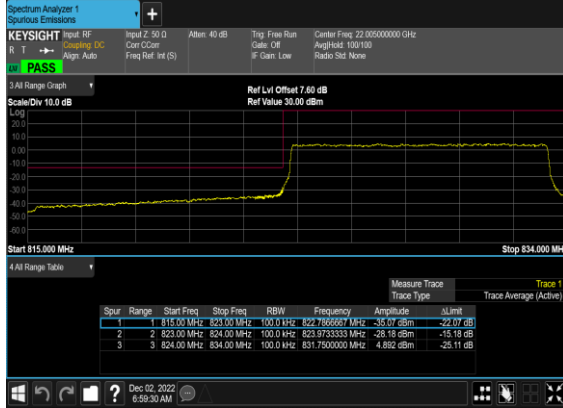 Spectrum Analyzer 1
Spurious Emissions
+
KEYSIGHT Input: RF Input Z: 50 Ω Atten: 40 dB Trig: Free Run Center Freq: 22.005000000 GHz
R T Coupling: DC Corr CCorr Gate: Off Avg|Hold: 100/100
Align: Auto Freq Ref: Int (S) IF Gain: Low Radio Std: None
PASS
3 All Range Graph
Ref Lvl Offset 7.60 dB
Scale/Div 10.0 dB Ref Value 30.00 dBm
Log
20.0
10.0
0.00
-10.0
-20.0
-30.0
-40.0
-50.0
-60.0
Start 815.000 MHz Stop 834.000 MH
4 All Range Table
Measure Trace Trace 1
Trace Type Trace Average (Active)
Spur Range Start Freq Stop Freq RBW Frequency Amplitude ΔLimit
1 1 815.00 MHz 823.00 MHz 100.0 kHz 822.7866667 MHz -35.07 dBm -22.07 dB
2 2 823.00 MHz 824.00 MHz 100.0 kHz 823.9733333 MHz -28.18 dBm -15.18 dB
3 3 824.00 MHz 834.00 MHz 100.0 kHz 831.7500000 MHz 4.892 dBm -25.11 dB
? Dec 02, 2022
6:59:30 AM